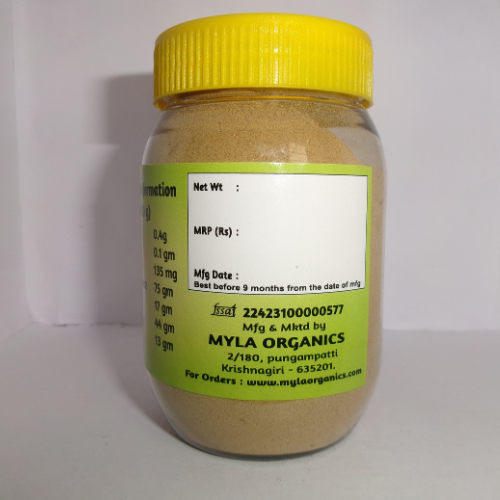 ormation
g)
0.4g
0.1 gm
135 mg
75 gm
17 gm
44 gm
13 gm
Net Wt :
MRP (Rs) :
Mfg Date :
Best before 9 months from the date of mfg
fssai 22423100000577
Mfg & Mktd by
MYLA ORGANICS
2/180, pungampatti
Krishnagiri - 635201.
For Orders : www.mylaorganics.com